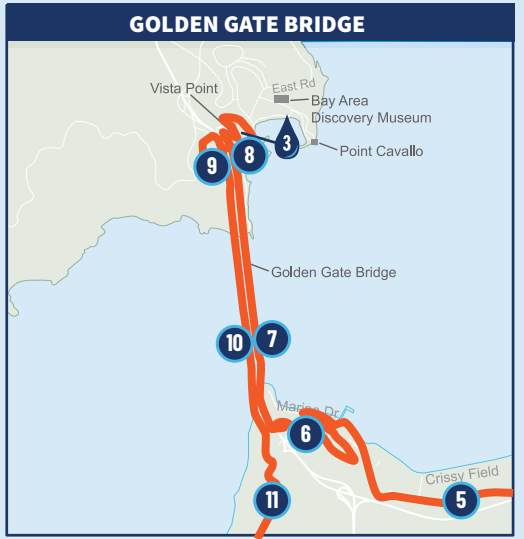 GOLDEN GATE BRIDGE
East Rd
Vista Point
Bay Area
Discovery Museum
3
Point Cavallo
8
9
Golden Gate Bridge
7
10
Marine Dr
6
Crissy Field
5
11